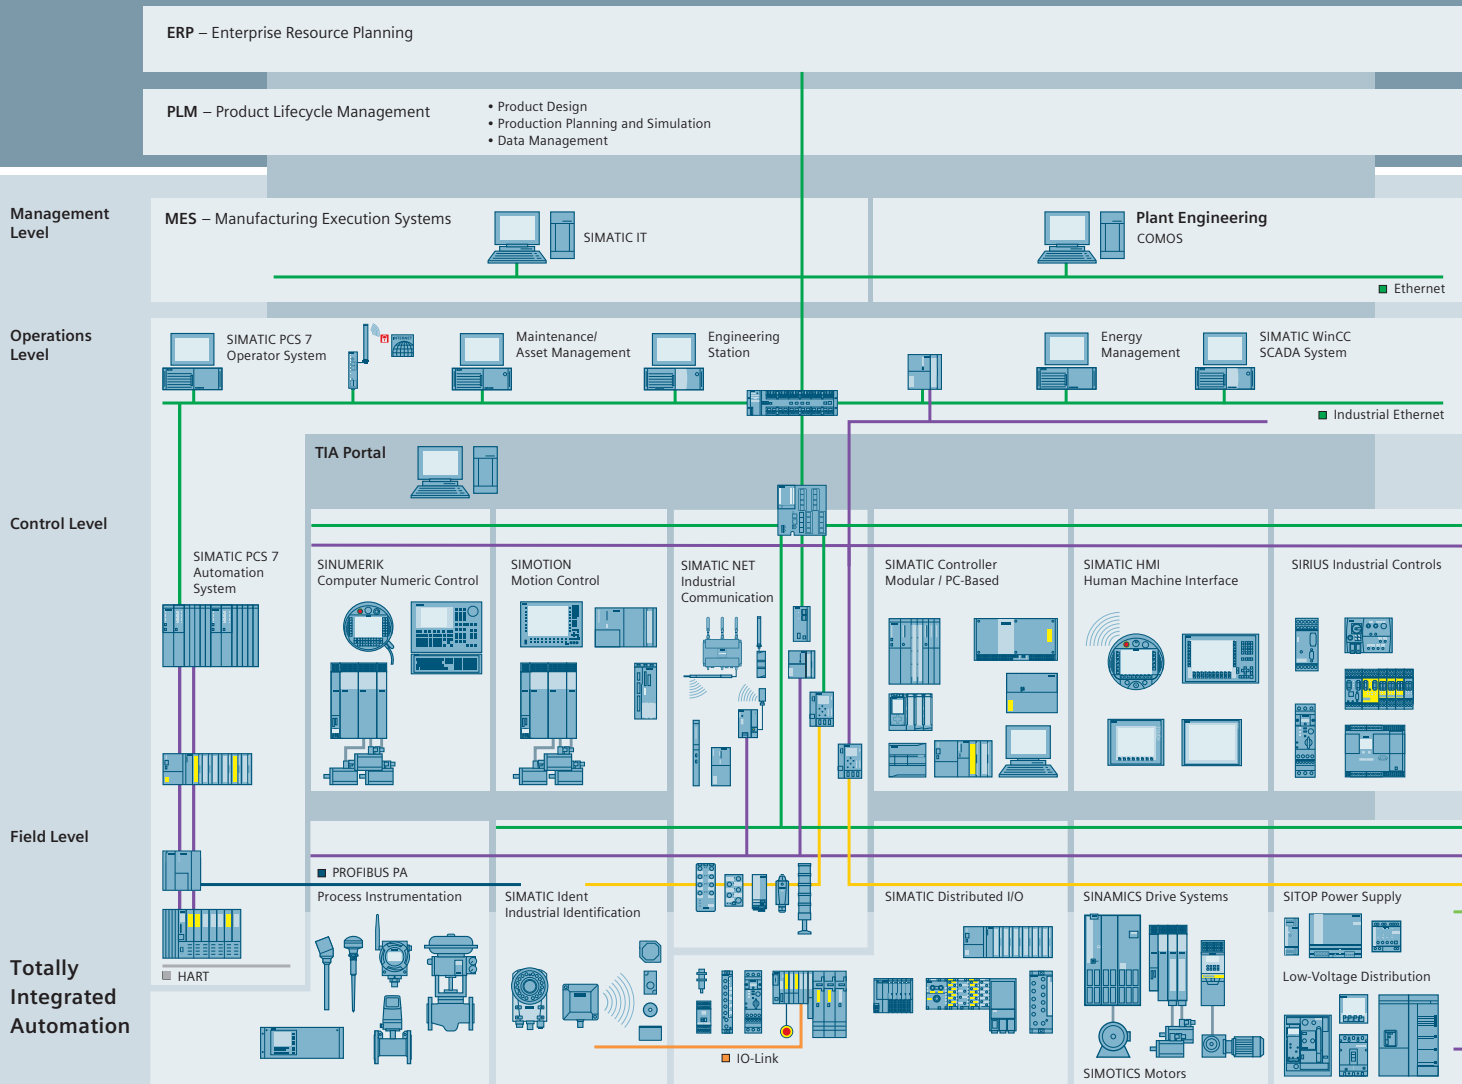 ERP – Enterprise Resource Planning
PLM – Product Lifecycle Management
• Product Design
• Production Planning and Simulation
• Data Management
Management
Level
MES – Manufacturing Execution Systems
SIMATIC IT
Plant Engineering
COMOS
Ethernet
Operations
Level
SIMATIC PCS 7
Operator System
INTERNET
Maintenance/
Asset Management
Engineering
Station
Energy
Management
SIMATIC WinCC
SCADA System
Industrial Ethernet
TIA Portal
Control Level
SIMATIC PCS 7
Automation
System
SINUMERIK
Computer Numeric Control
SIMOTION
Motion Control
SIMATIC NET
Industrial
Communication
SIMATIC Controller
Modular / PC-Based
SIMATIC HMI
Human Machine Interface
SIRIUS Industrial Controls
Field Level
PROFIBUS PA
Process Instrumentation
SIMATIC Ident
Industrial Identification
SIMATIC Distributed I/O
SINAMICS Drive Systems
SITOP Power Supply
HART
Low-Voltage Distribution
Totally
Integrated
Automation
IO-Link
SIMOTICS Motors